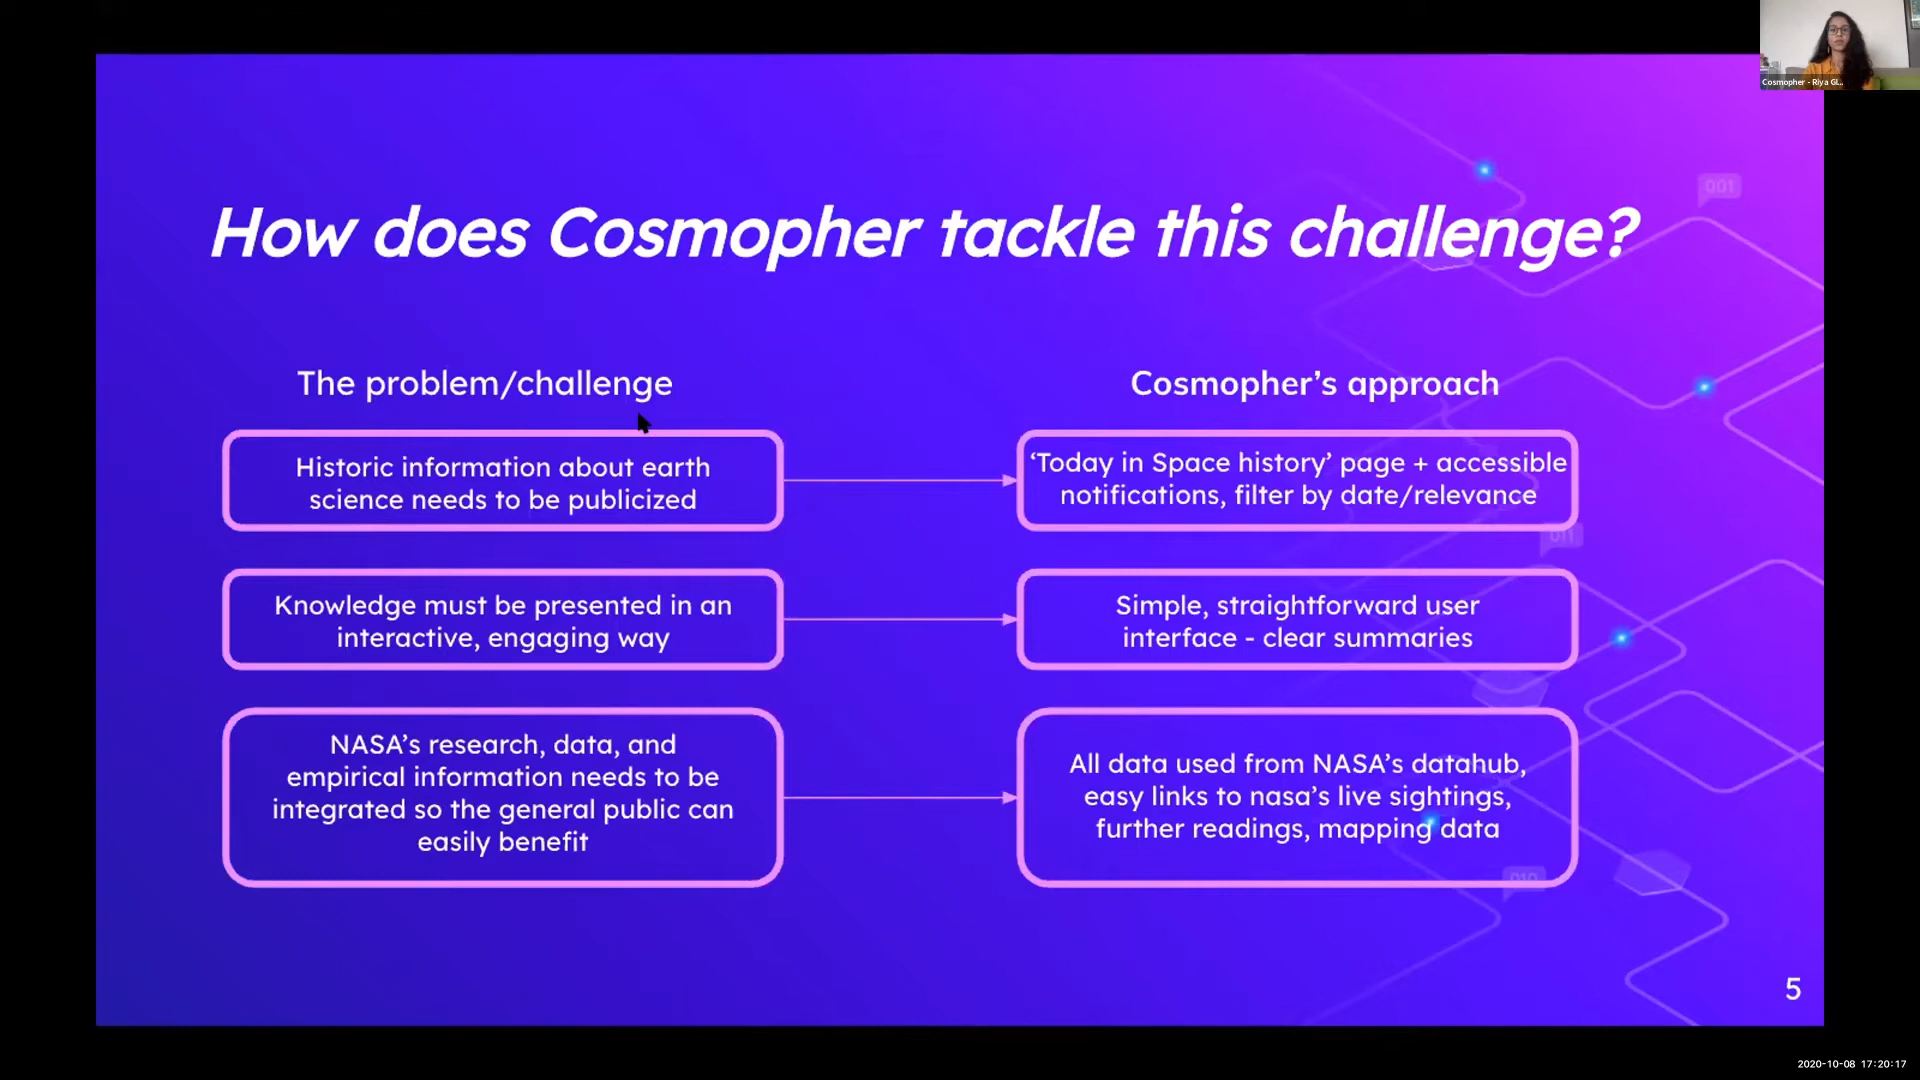 Cosmopher - Riya Gl...
001
How does Cosmopher tackle this challenge?
The problem/challenge
Cosmopher’s approach
Historic information about earth
science needs to be publicized
‘Today in Space history’ page + accessible
notifications, filter by date/relevance
011
Knowledge must be presented in an
interactive, engaging way
Simple, straightforward user
interface - clear summaries
NASA’s research, data, and
empirical information needs to be
integrated so the general public can
easily benefit
All data used from NASA’s datahub,
easy links to nasa’s live sightings,
further readings, mapping data
010
5
2020-10-08 17:20:17